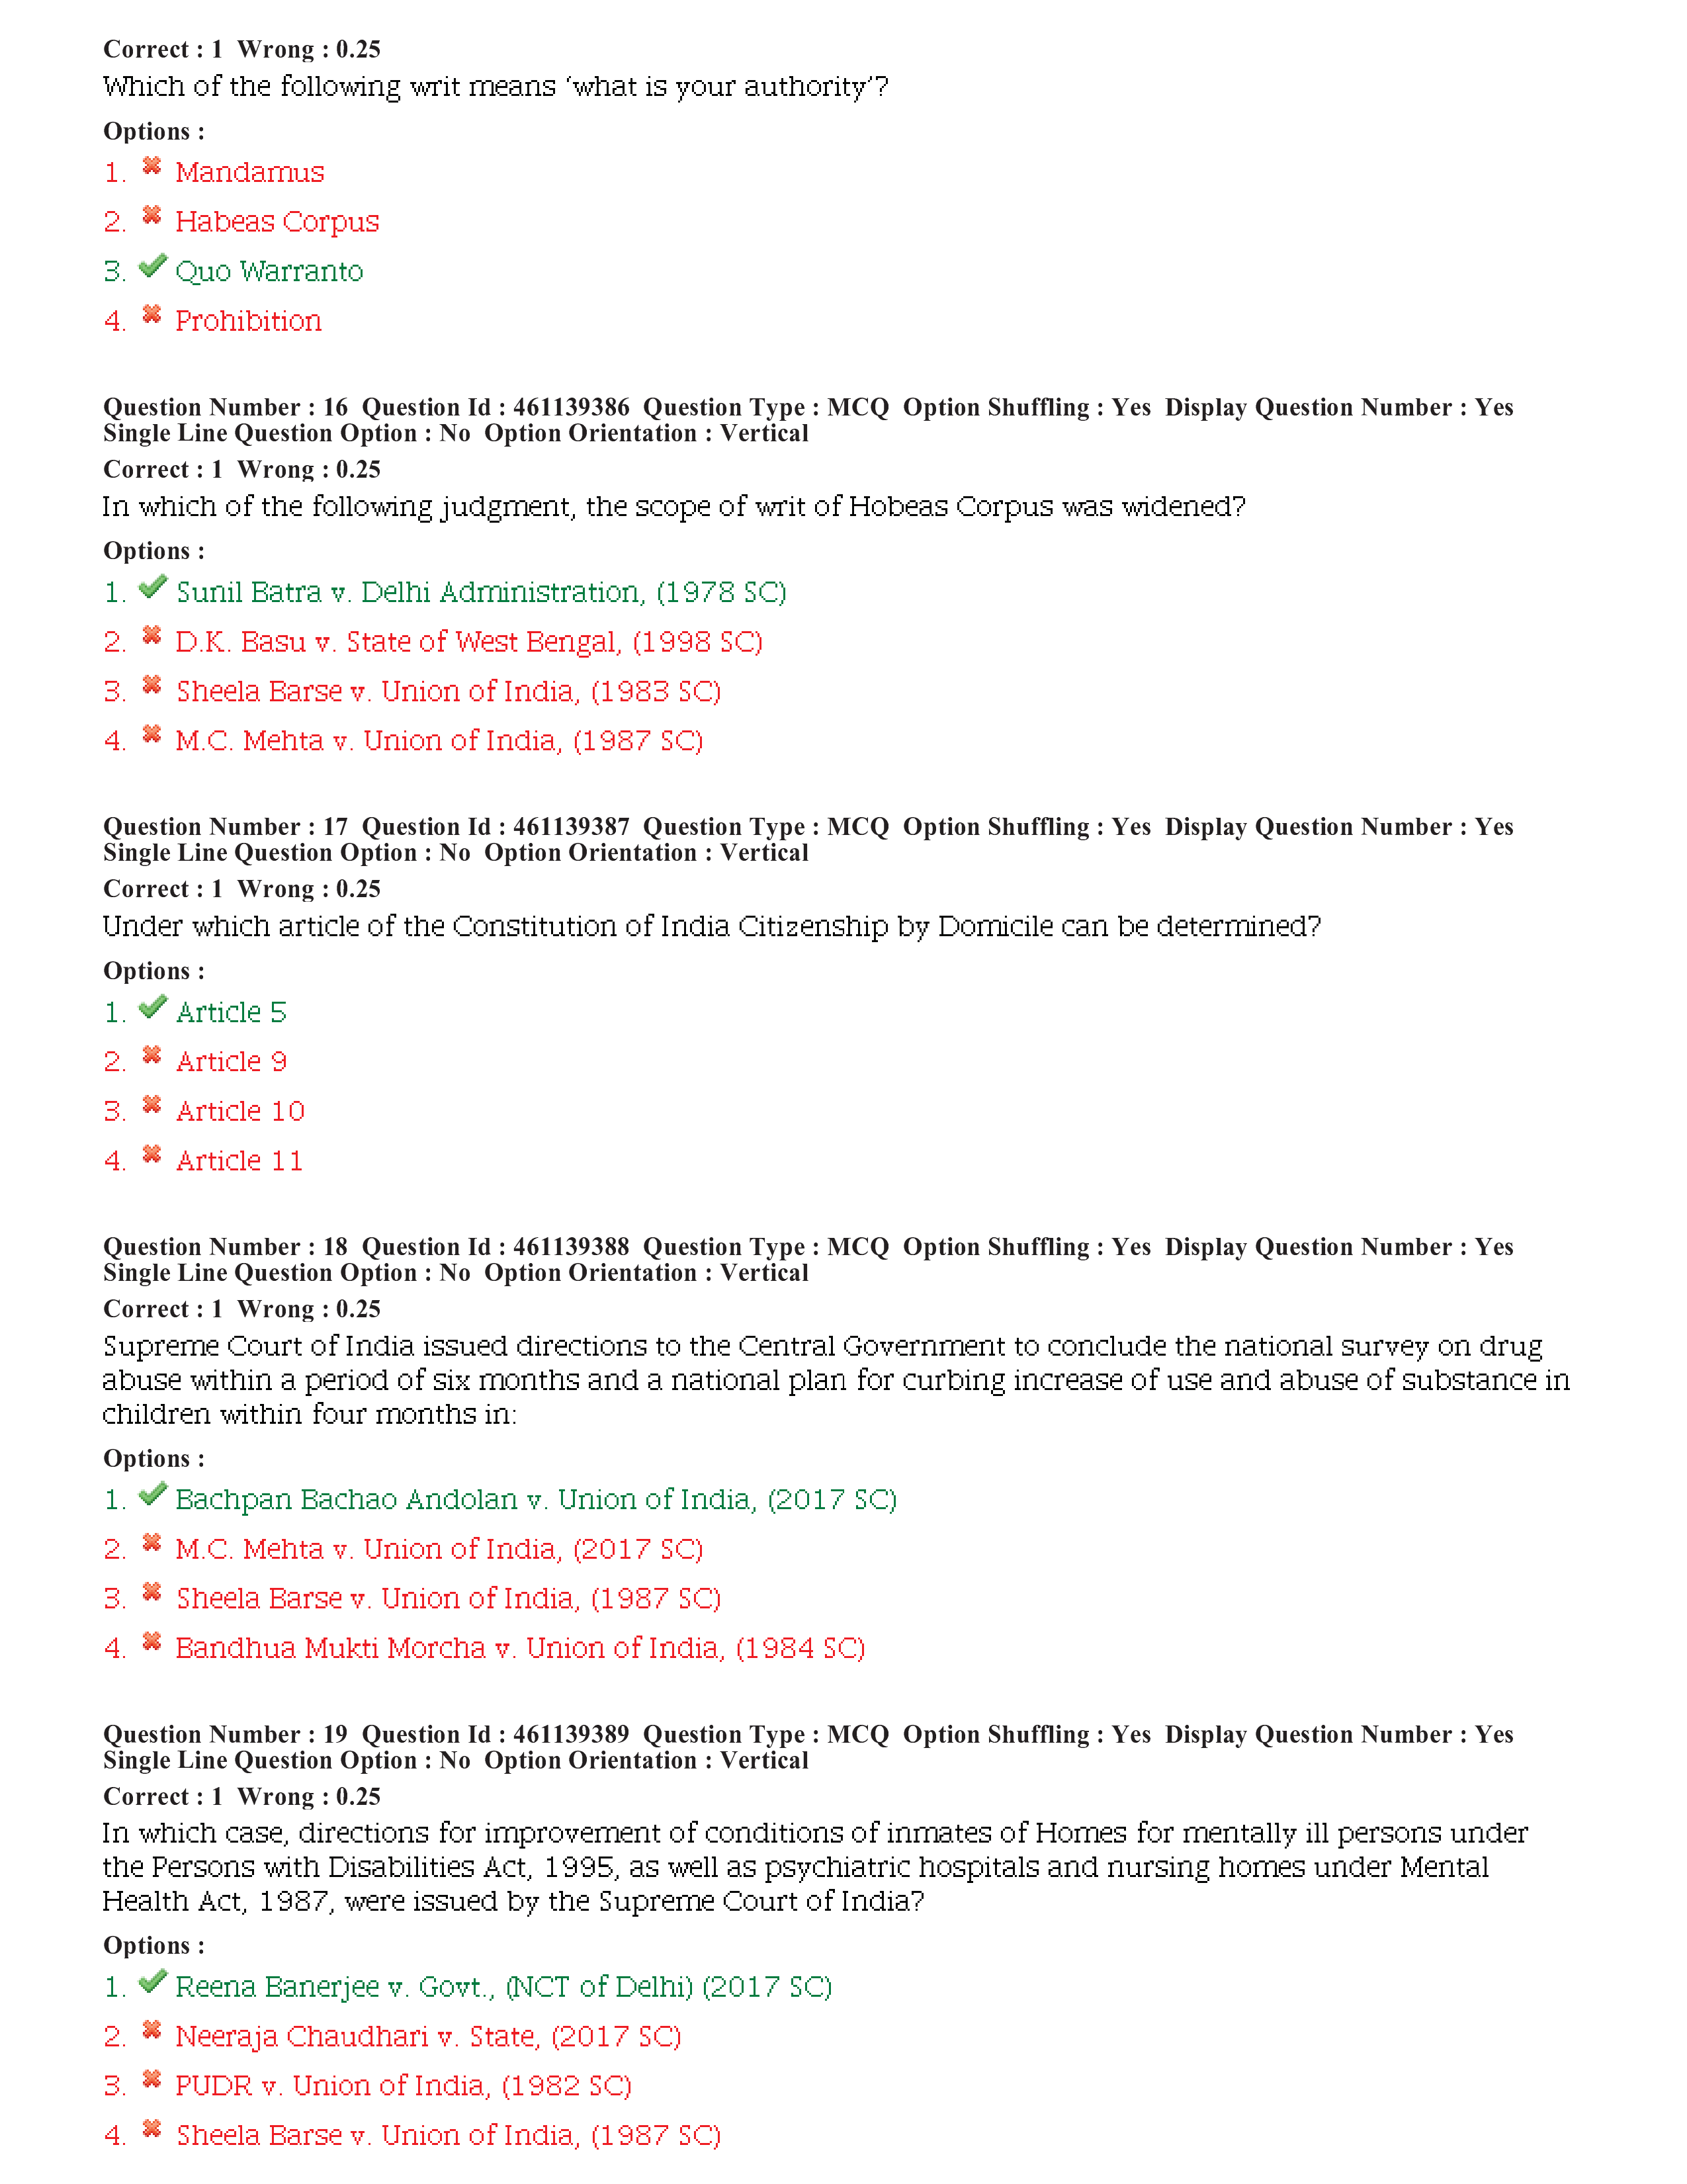 Correct : 1 Wrong : 0.25
Which of the following writ means ‘what is your authority’?
Options :
1. Mandamus
2. Habeas Corpus
3. Quo Warranto
4. Prohibition
Question Number : 16 Question Id : 461139386 Question Type : MCQ Option Shuffling : Yes Display Question Number : Yes
Single Line Question Option : No Option Orientation : Vertical
Correct : 1 Wrong : 0.25
In which of the following judgment, the scope of writ of Hobeas Corpus was widened?
Options :
1. Sunil Batra v. Delhi Administration, (1978 SC)
2. D.K. Basu v. State of West Bengal, (1998 SC)
3. Sheela Barse v. Union of India, (1983 SC)
4. M.C. Mehta v. Union of India, (1987 SC)
Question Number : 17 Question Id : 461139387 Question Type : MCQ Option Shuffling : Yes Display Question Number : Yes
Single Line Question Option : No Option Orientation : Vertical
Correct : 1 Wrong : 0.25
Under which article of the Constitution of India Citizenship by Domicile can be determined?
Options :
1. Article 5
2. Article 9
3. Article 10
4. Article 11
Question Number : 18 Question Id : 461139388 Question Type : MCQ Option Shuffling : Yes Display Question Number : Yes
Single Line Question Option : No Option Orientation : Vertical
Correct : 1 Wrong : 0.25
Supreme Court of India issued directions to the Central Government to conclude the national survey on drug
abuse within a period of six months and a national plan for curbing increase of use and abuse of substance in
children within four months in:
Options :
1. Bachpan Bachao Andolan v. Union of India, (2017 SC)
2. M.C. Mehta v. Union of India, (2017 SC)
3. Sheela Barse v. Union of India, (1987 SC)
4. Bandhua Mukti Morcha v. Union of India, (1984 SC)
Question Number : 19 Question Id : 461139389 Question Type : MCQ Option Shuffling : Yes Display Question Number : Yes
Single Line Question Option : No Option Orientation : Vertical
Correct : 1 Wrong : 0.25
In which case, directions for improvement of conditions of inmates of Homes for mentally ill persons under
the Persons with Disabilities Act, 1995, as well as psychiatric hospitals and nursing homes under Mental
Health Act, 1987, were issued by the Supreme Court of India?
Options :
1. Reena Banerjee v. Govt., (NCT of Delhi) (2017 SC)
2. Neeraja Chaudhari v. State, (2017 SC)
3. PUDR v. Union of India, (1982 SC)
4. Sheela Barse v. Union of India, (1987 SC)